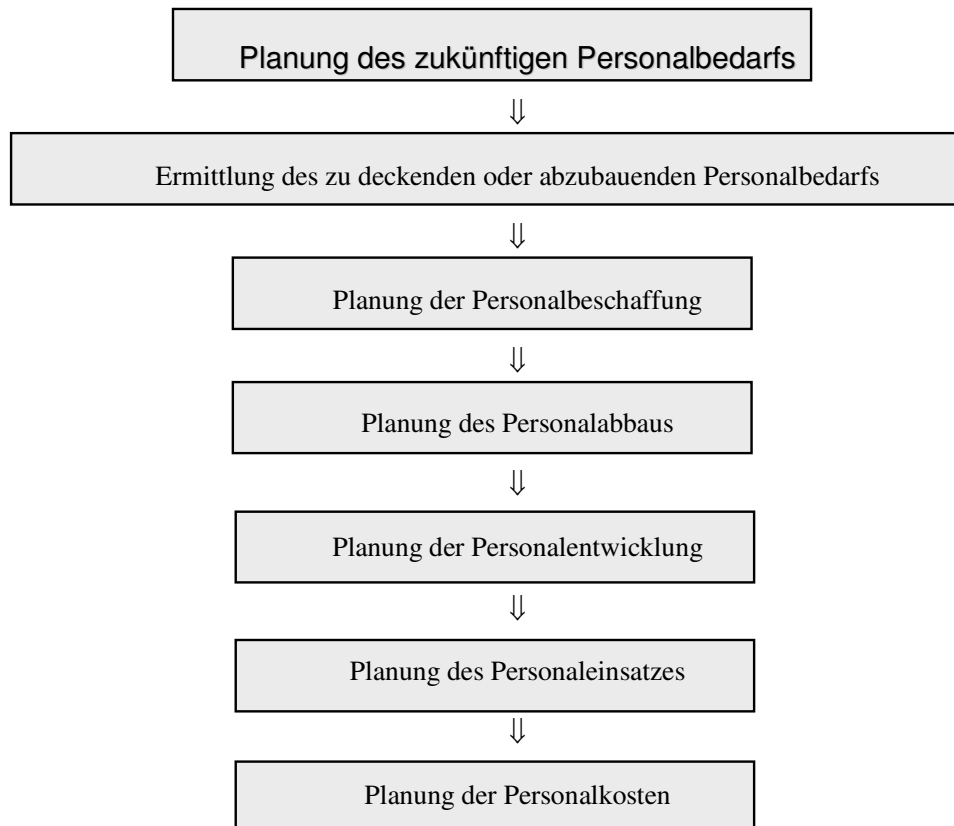 Planung des zukünftigen Personalbedarfs
⇓
Ermittlung des zu deckenden oder abzubauenden Personalbedarfs
⇓
Planung der Personalbeschaffung
⇓
Planung des Personalabbaus
⇓
Planung der Personalentwicklung
⇓
Planung des Personaleinsatzes
⇓
Planung der Personalkosten